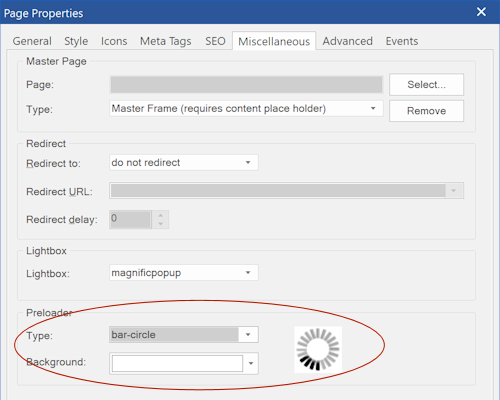 Page Properties
General Style Icons Meta Tags SEO Miscellaneous Advanced Events
Master Page
Page: Select...
Type: Master Frame (requires content place holder) Remove
Redirect
Redirect to: do not redirect
Redirect URL:
Redirect delay: 0
Lightbox
Lightbox: magnificpopup
Preloader
Type: bar-circle
Background: